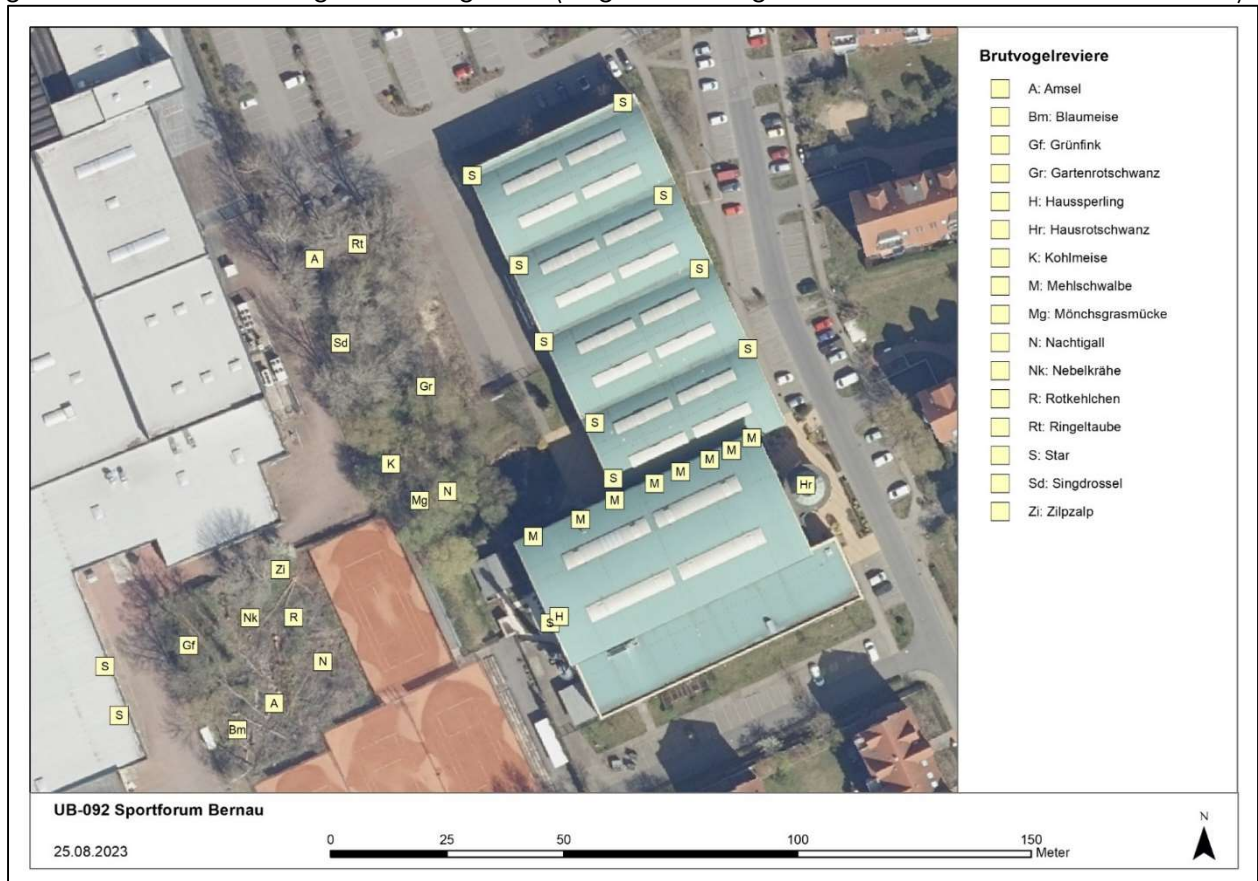 S
S
S
Rt
A
S
S
Sd
S
S
Gr
S
M
M
M
K
M
S
M
Hr
N
Mg
M
M
M
Zi
Nk
R
H
S
Gf
N
S
A
S
Bm
Brutvogelreviere
A: Amsel
Bm: Blaumeise
Gf: Grünfink
Gr: Gartenrotschwanz
H: Haussperling
Hr: Hausrotschwanz
K: Kohlmeise
M: Mehlschwalbe
Mg: Mönchsgrasmücke
N: Nachtigall
Nk: Nebelkrähe
R: Rotkehlchen
Rt: Ringeltaube
S: Star
Sd: Singdrossel
Zi: Zilpzalp
UB-092 Sportforum Bernau
25.08.2023
0 25 50 100 150
Meter
N